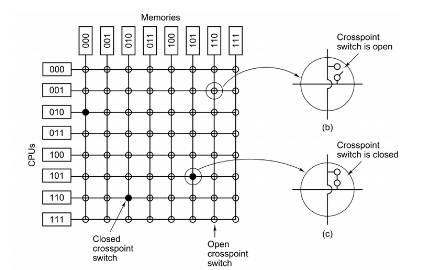 Memories
000 001 010 011 100 101 110 111
Crosspoint
switch is open
000
001
010
(b)
011
CPUs
100
Crosspoint
switch is closed
101
110
111
(c)
Closed
crosspoint
switch
Open
crosspoint
switch